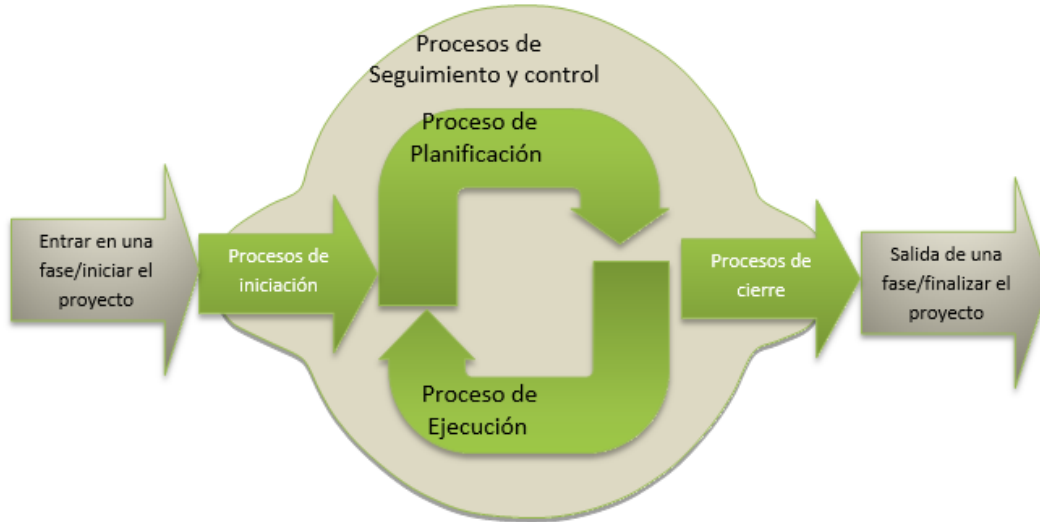 Procesos de
Seguimiento y control
Proceso de
Planificación
Entrar en una
fase/iniciar el
proyecto
Procesos de
iniciación
Procesos de
cierre
Salida de una
fase/finalizar el
proyecto
Proceso de
Ejecución